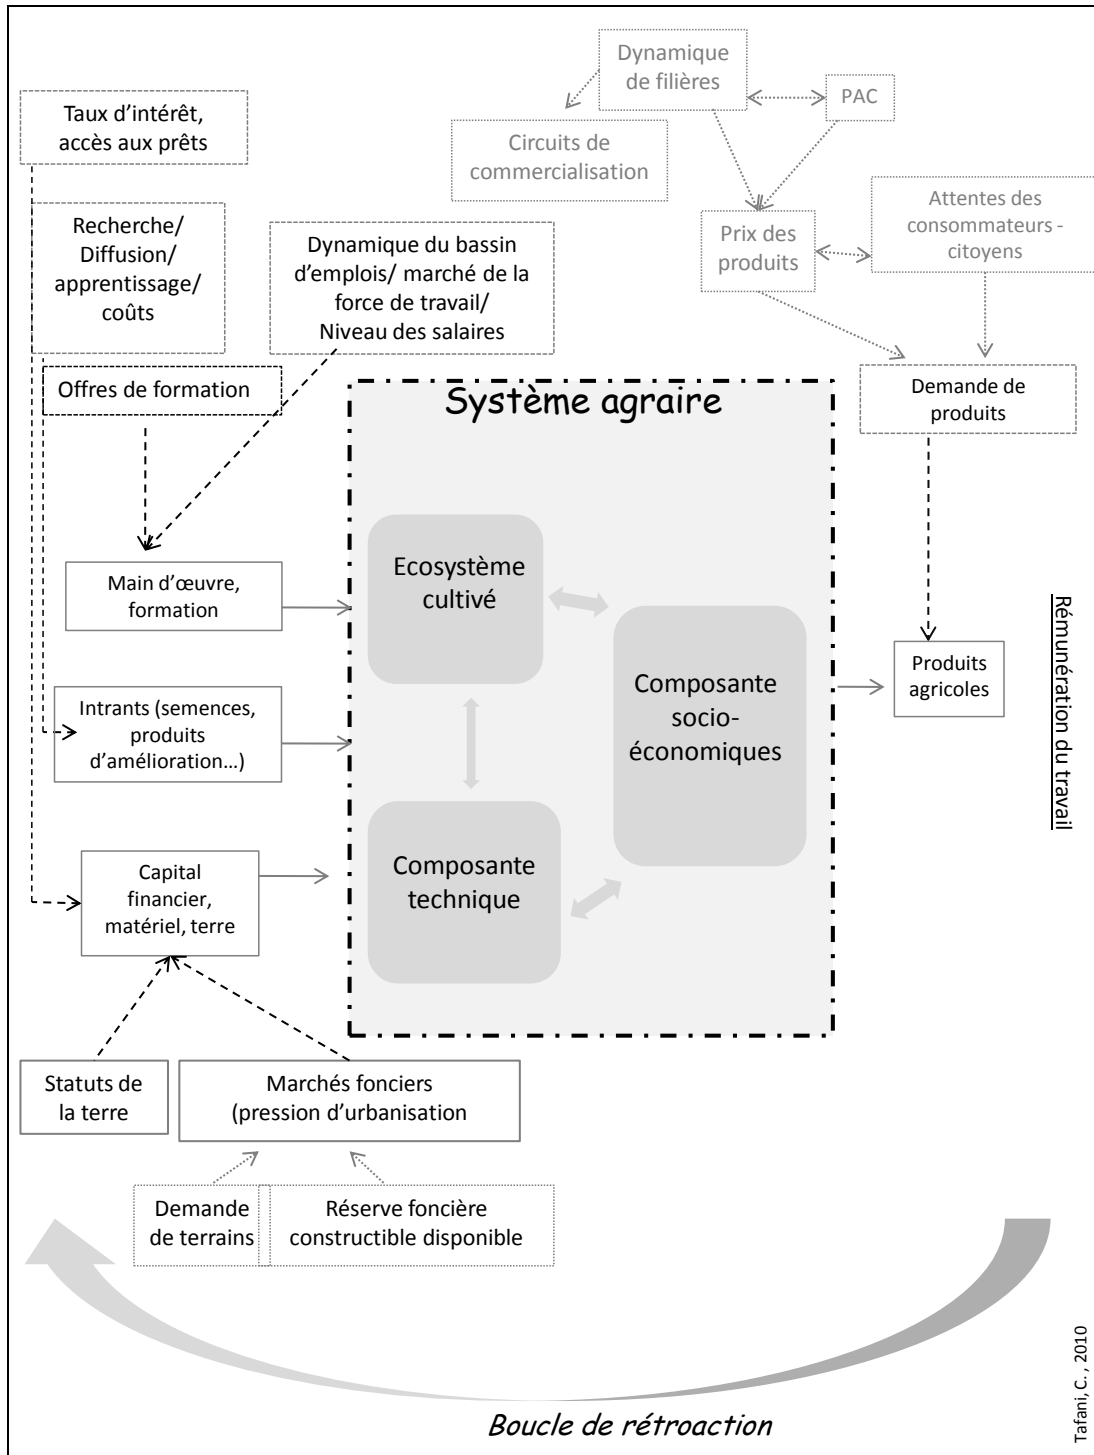 Dynamique
de filières
PAC
Taux d'intérêt,
accès aux prêts
Circuits de
commercialisation
Attentes des
consommateurs -
citoyens
Recherche/
Diffusion/
apprentissage/
coûts
Dynamique du bassin
d'emplois/ marché de la
force de travail/
Niveau des salaires
Prix des
produits
Offres de formation
Système agraire
Demande de
produits
Main d'œuvre,
formation
Ecosystème
cultivé
Rémunération du travail
Produits
agricoles
Intrants (semences,
produits
d'amélioration…)
Composante
socio-
économiques
Capital
financier,
matériel, terre
Composante
technique
Statuts de
la terre
Marchés fonciers
(pression d'urbanisation
Demande
de terrains
Réserve foncière
constructible disponible
Boucle de rétroaction
Tafani, C. , 2010